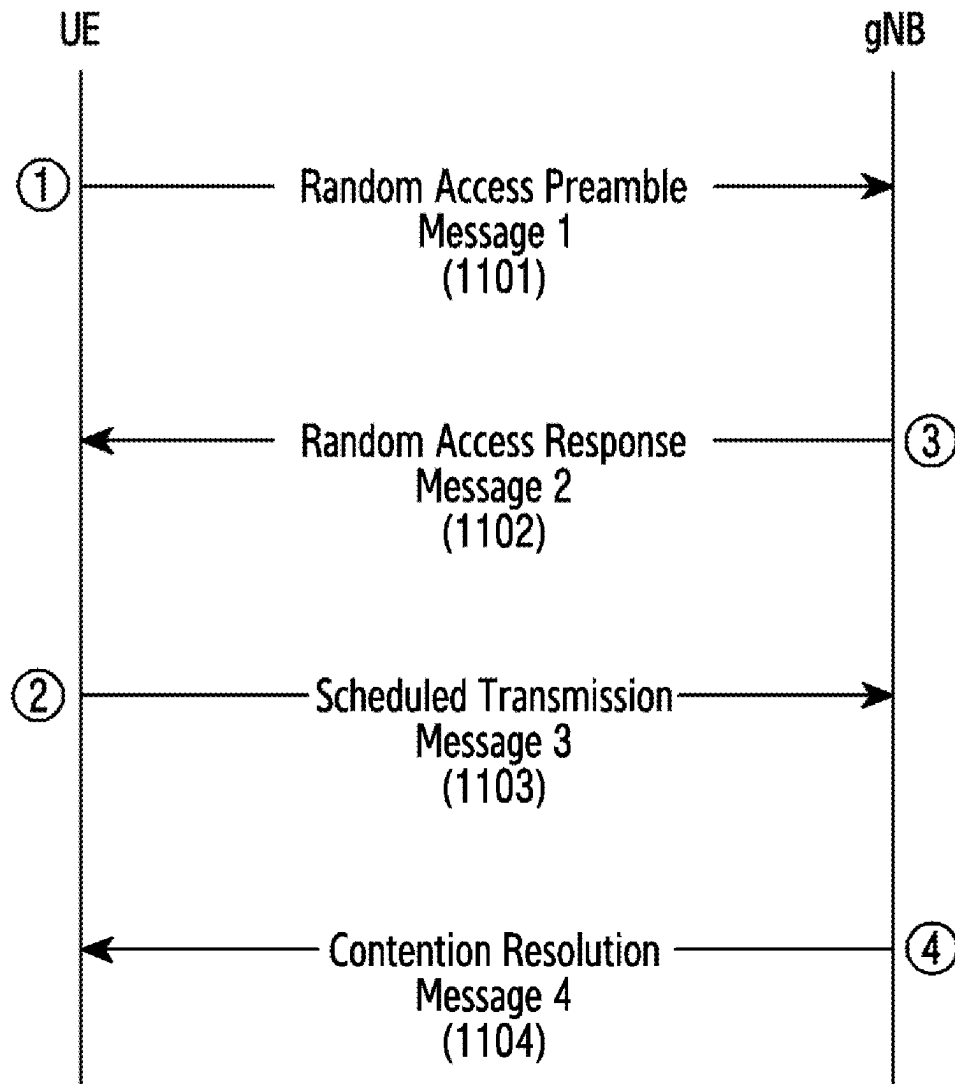 UE
gNB
①
Random Access Preamble
Message 1
(1101)
Random Access Response
Message 2
(1102)
③
②
Scheduled Transmission
Message 3
(1103)
Contention Resolution
Message 4
(1104)
④